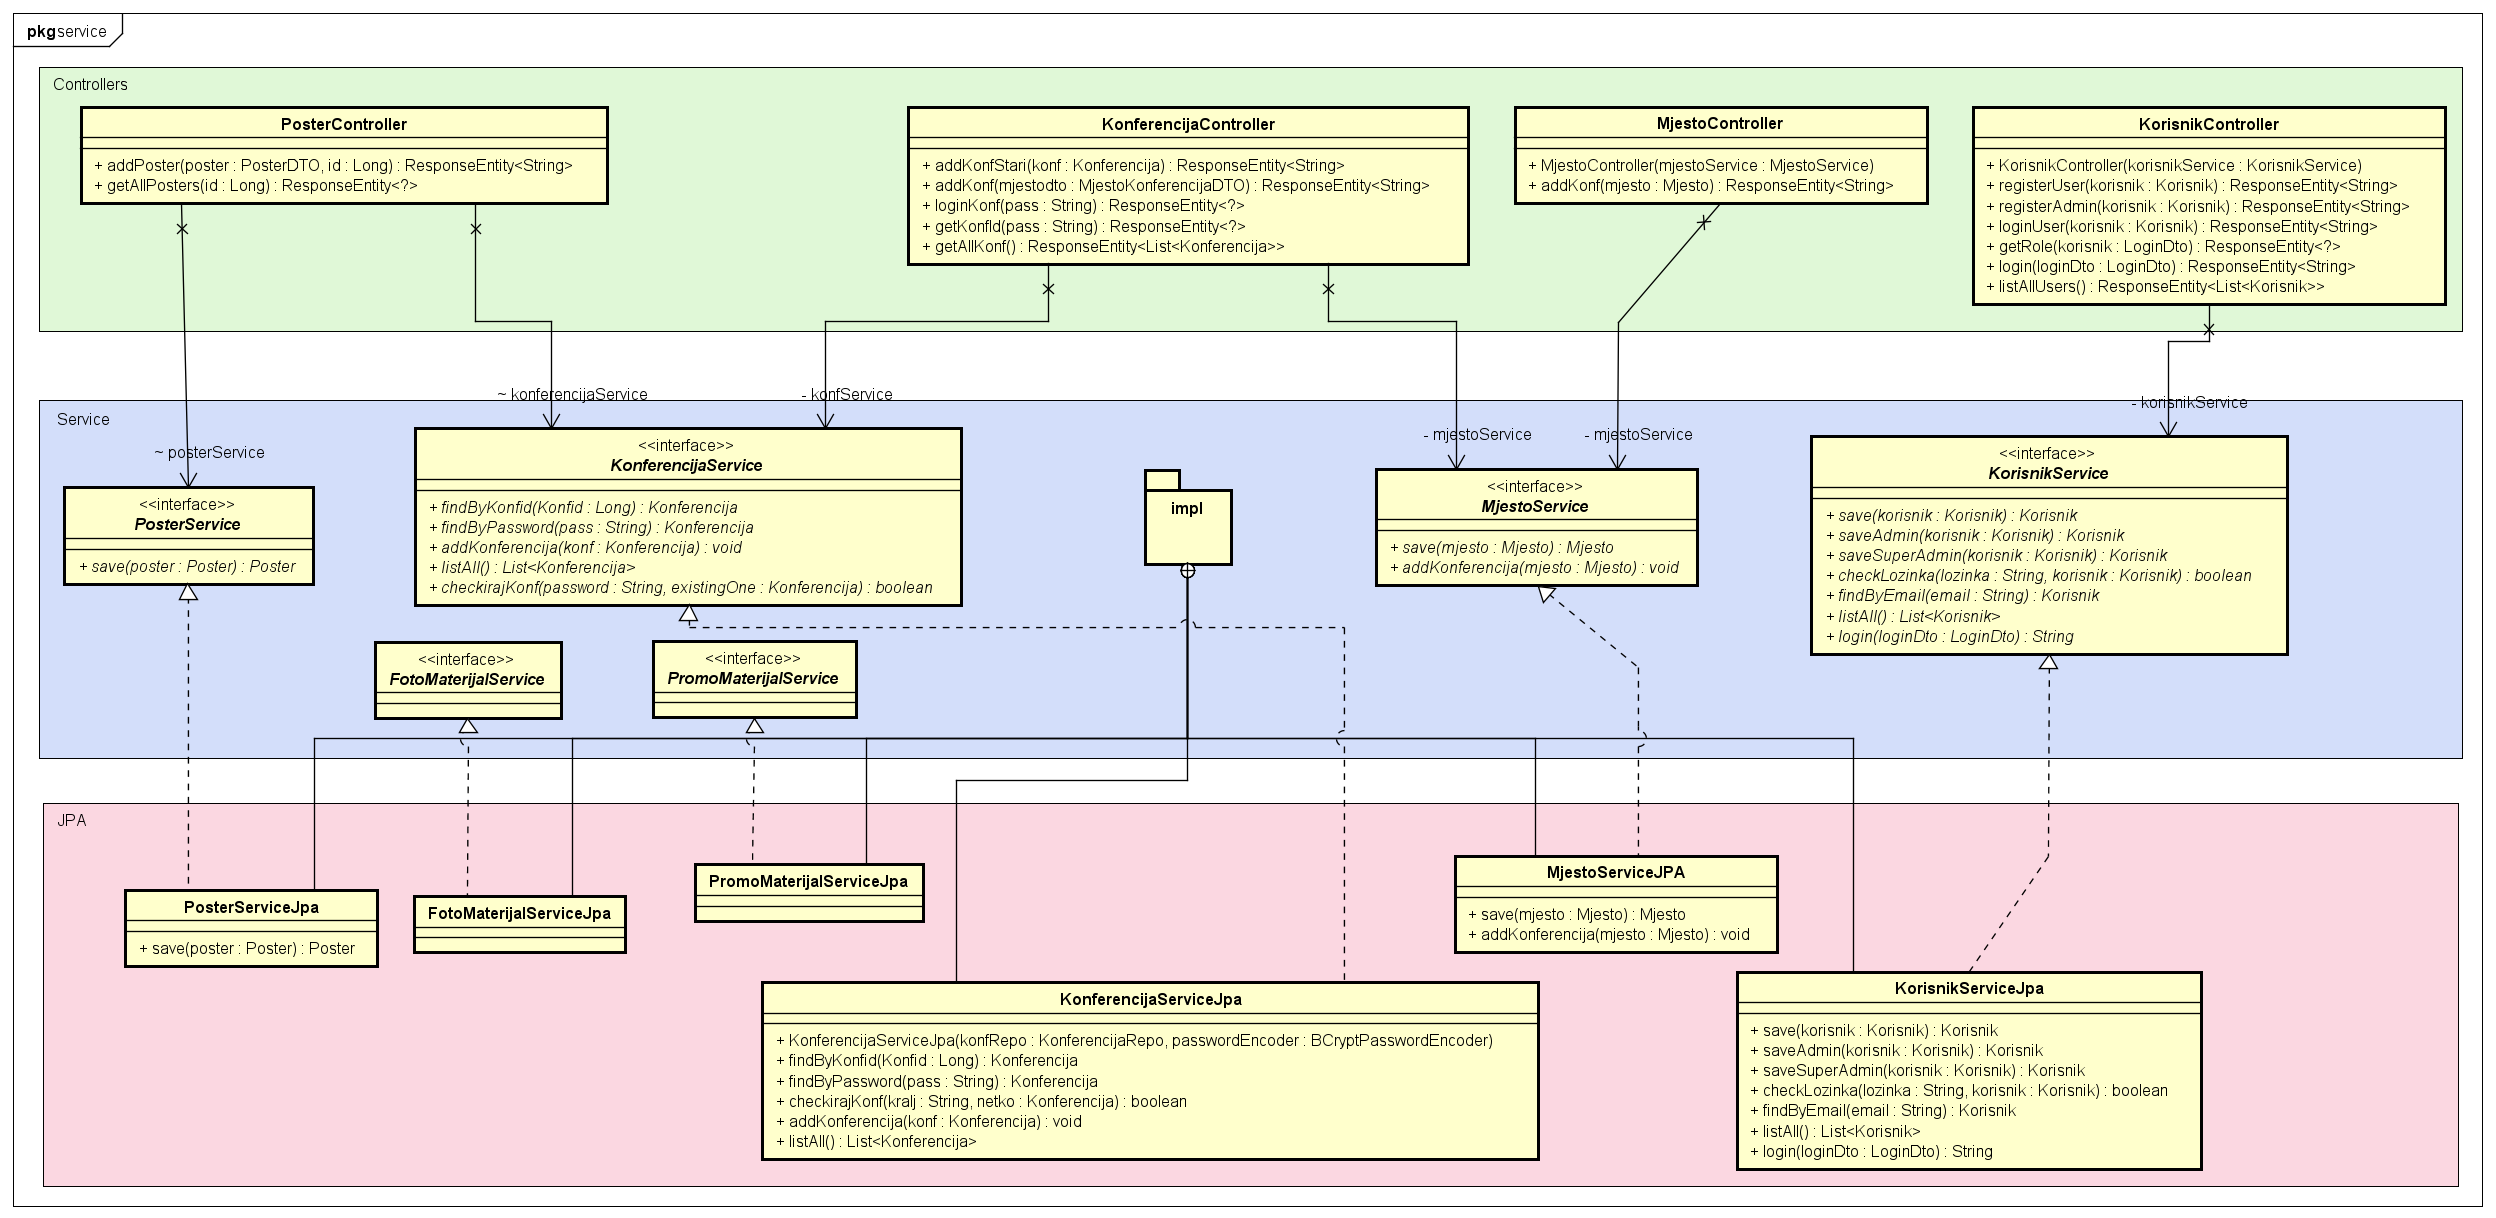 pkg service
Controllers
PosterController
+ addPoster(poster : PosterDTO, id : Long) : ResponseEntity<String>
+ getAllPosters(id : Long) : ResponseEntity<?>
KonferencijaController
+ addKonfStari(konf : Konferencija) : ResponseEntity<String>
+ addKonf(mjestodto : MjestoKonferencijaDTO) : ResponseEntity<String>
+ loginKonf(pass : String) : ResponseEntity<?>
+ getKonfId(pass : String) : ResponseEntity<?>
+ getAllKonf() : ResponseEntity<List<Konferencija>>
MjestoController
+ MjestoController(mjestoService : MjestoService)
+ addKonf(mjesto : Mjesto) : ResponseEntity<String>
KorisnikController
+ KorisnikController(korisnikService : KorisnikService)
+ registerUser(korisnik : Korisnik) : ResponseEntity<String>
+ registerAdmin(korisnik : Korisnik) : ResponseEntity<String>
+ loginUser(korisnik : Korisnik) : ResponseEntity<String>
+ getRole(korisnik : LoginDto) : ResponseEntity<?>
+ login(loginDto : LoginDto) : ResponseEntity<String>
+ listAllUsers() : ResponseEntity<List<Korisnik>>
~ konferencijaService
- konfService
- korisnikService
Service
~ posterService
- mjestoService
- mjestoService
<<interface>>
PosterService
+ save(poster : Poster) : Poster
<<interface>>
KonferencijaService
+ findByKonfid(Konfid : Long) : Konferencija
+ findByPassword(pass : String) : Konferencija
+ addKonferencija(konf : Konferencija) : void
+ listAll() : List<Konferencija>
+ checkirajKonf(password : String, existingOne : Konferencija) : boolean
impl
<<interface>>
MjestoService
+ save(mjesto : Mjesto) : Mjesto
+ addKonferencija(mjesto : Mjesto) : void
<<interface>>
KorisnikService
+ save(korisnik : Korisnik) : Korisnik
+ saveAdmin(korisnik : Korisnik) : Korisnik
+ saveSuperAdmin(korisnik : Korisnik) : Korisnik
+ checkLozinka(lozinka : String, korisnik : Korisnik) : boolean
+ findByEmail(email : String) : Korisnik
+ listAll() : List<Korisnik>
+ login(loginDto : LoginDto) : String
<<interface>>
FotoMaterijalService
<<interface>>
PromoMaterijalService
JPA
PosterServiceJpa
+ save(poster : Poster) : Poster
FotoMaterijalServiceJpa
PromoMaterijalServiceJpa
MjestoServiceJPA
+ save(mjesto : Mjesto) : Mjesto
+ addKonferencija(mjesto : Mjesto) : void
KonferencijaServiceJpa
+ KonferencijaServiceJpa(konfRepo : KonferencijaRepo, passwordEncoder : BCryptPasswordEncoder)
+ findByKonfid(Konfid : Long) : Konferencija
+ findByPassword(pass : String) : Konferencija
+ checkirajKonf(kralj : String, netko : Konferencija) : boolean
+ addKonferencija(konf : Konferencija) : void
+ listAll() : List<Konferencija>
KorisnikServiceJpa
+ save(korisnik : Korisnik) : Korisnik
+ saveAdmin(korisnik : Korisnik) : Korisnik
+ saveSuperAdmin(korisnik : Korisnik) : Korisnik
+ checkLozinka(lozinka : String, korisnik : Korisnik) : boolean
+ findByEmail(email : String) : Korisnik
+ listAll() : List<Korisnik>
+ login(loginDto : LoginDto) : String